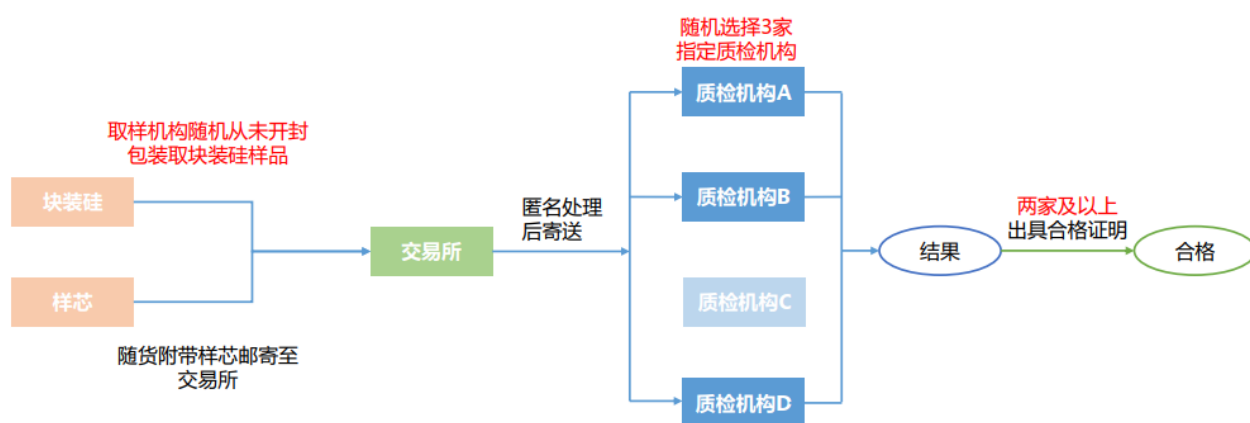 随机选择3家
指定质检机构
质检机构A
取样机构随机从未开封
包装取块装硅样品
块装硅
质检机构B
匿名处理
后寄送
两家及以上
出具合格证明
交易所
结果
合格
样芯
质检机构C
随货附带样芯邮寄至
交易所
质检机构D